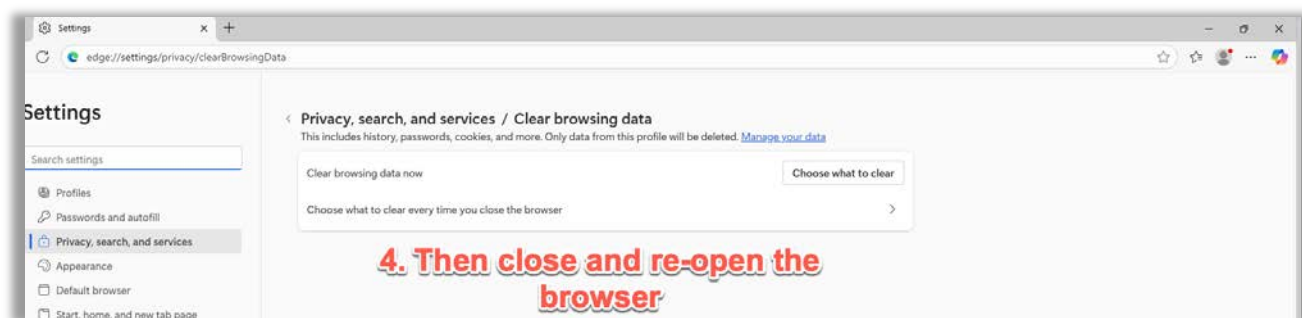 Settings
edge://settings/privacy/clearBrowsingData
Settings
Privacy, search, and services / Clear browsing data
This includes history, passwords, cookies, and more. Only data from this profile will be deleted. Manage your data
Search settings
Clear browsing data now
Choose what to clear
Profiles
Passwords and autofill
Choose what to clear every time you close the browser
Privacy, search, and services
Appearance
Default browser
Start, home, and new tab page
4. Then close and re-open the
browser